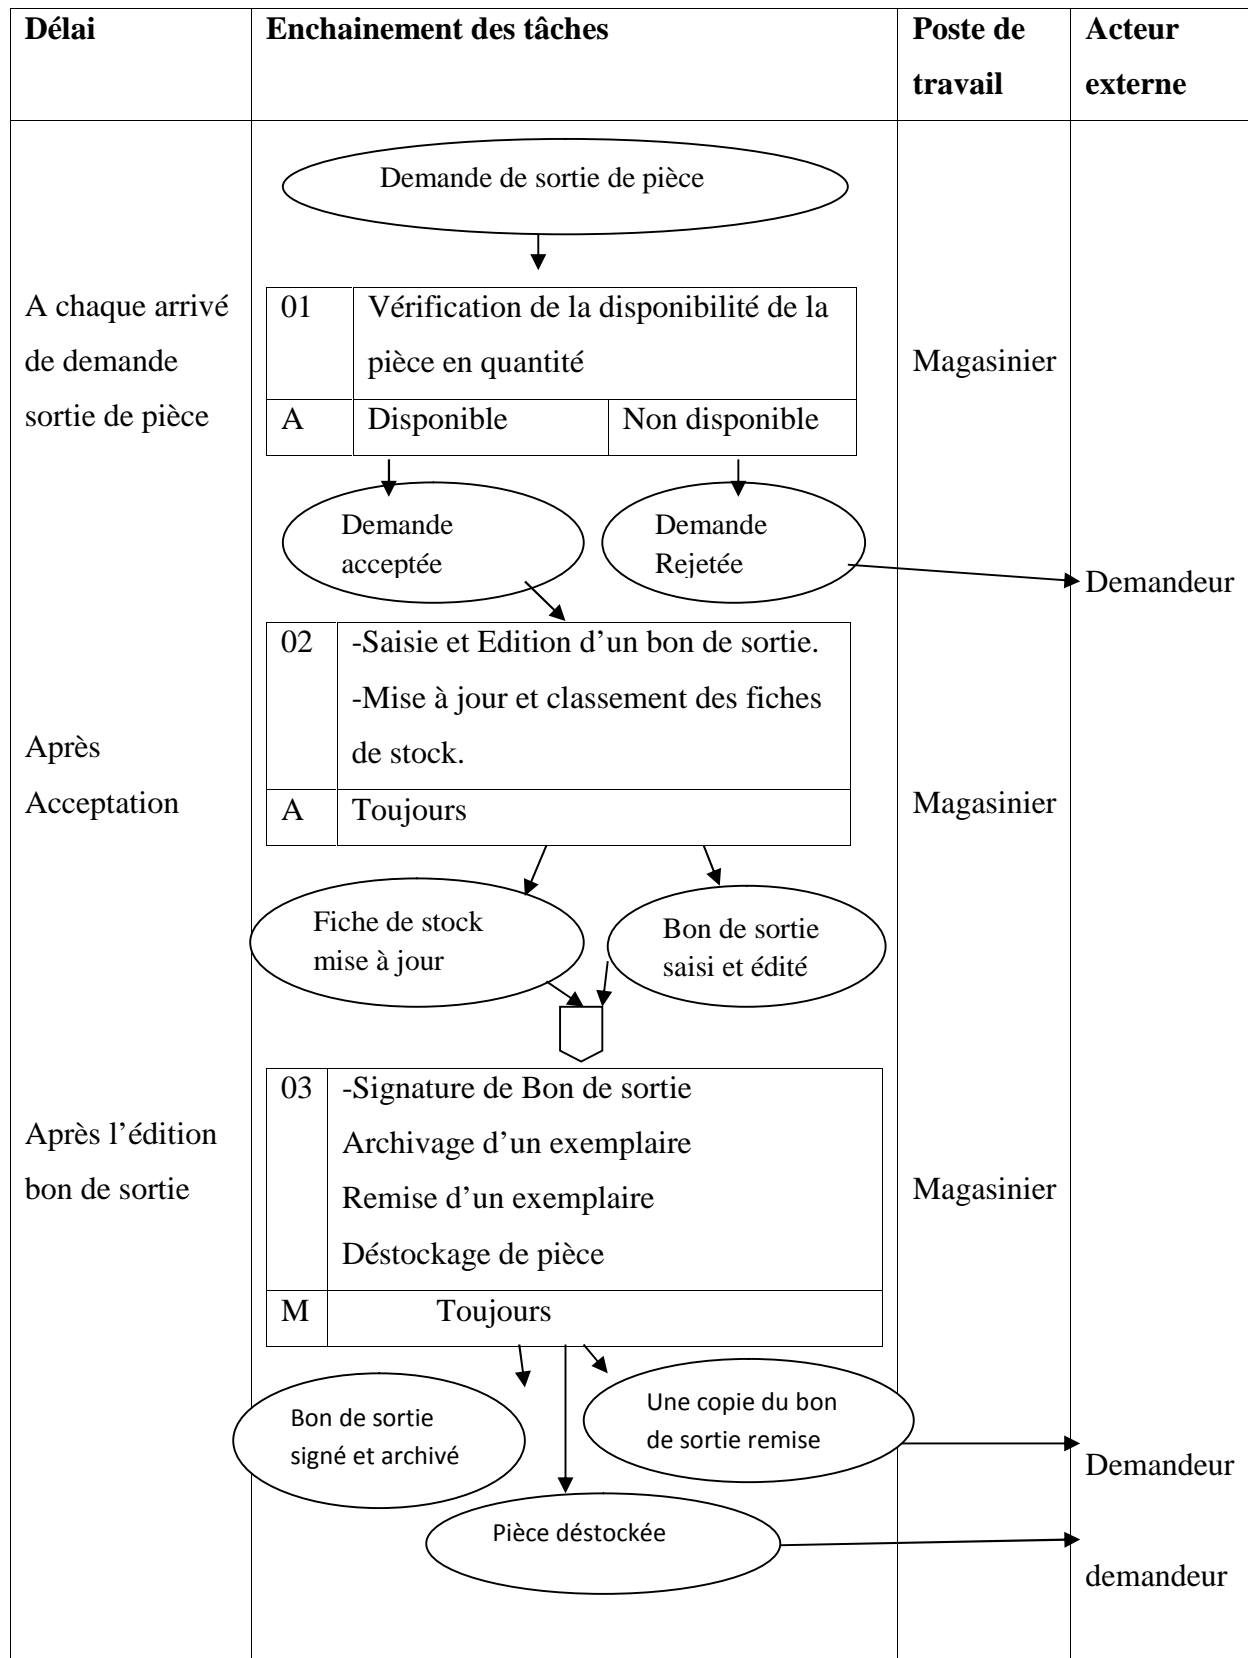 Délai
Enchainement des tâches
Poste de
travail
Acteur
externe
Demande de sortie de pièce
A chaque arrivé
de demande
sortie de pièce
01
Vérification de la disponibilité de la
pièce en quantité
A
Disponible
Non disponible
Magasinier
Demande
acceptée
Demande
Rejetée
Demandeur
Après
Acceptation
02
-Saisie et Edition d’un bon de sortie.
-Mise à jour et classement des fiches
de stock.
A
Toujours
Magasinier
Fiche de stock
mise à jour
Bon de sortie
saisi et édité
Après l’édition
bon de sortie
03
-Signature de Bon de sortie
Archivage d’un exemplaire
Remise d’un exemplaire
Déstockage de pièce
M
Toujours
Magasinier
Bon de sortie
signé et archivé
Une copie du bon
de sortie remise
Demandeur
Pièce déstockée
demandeur